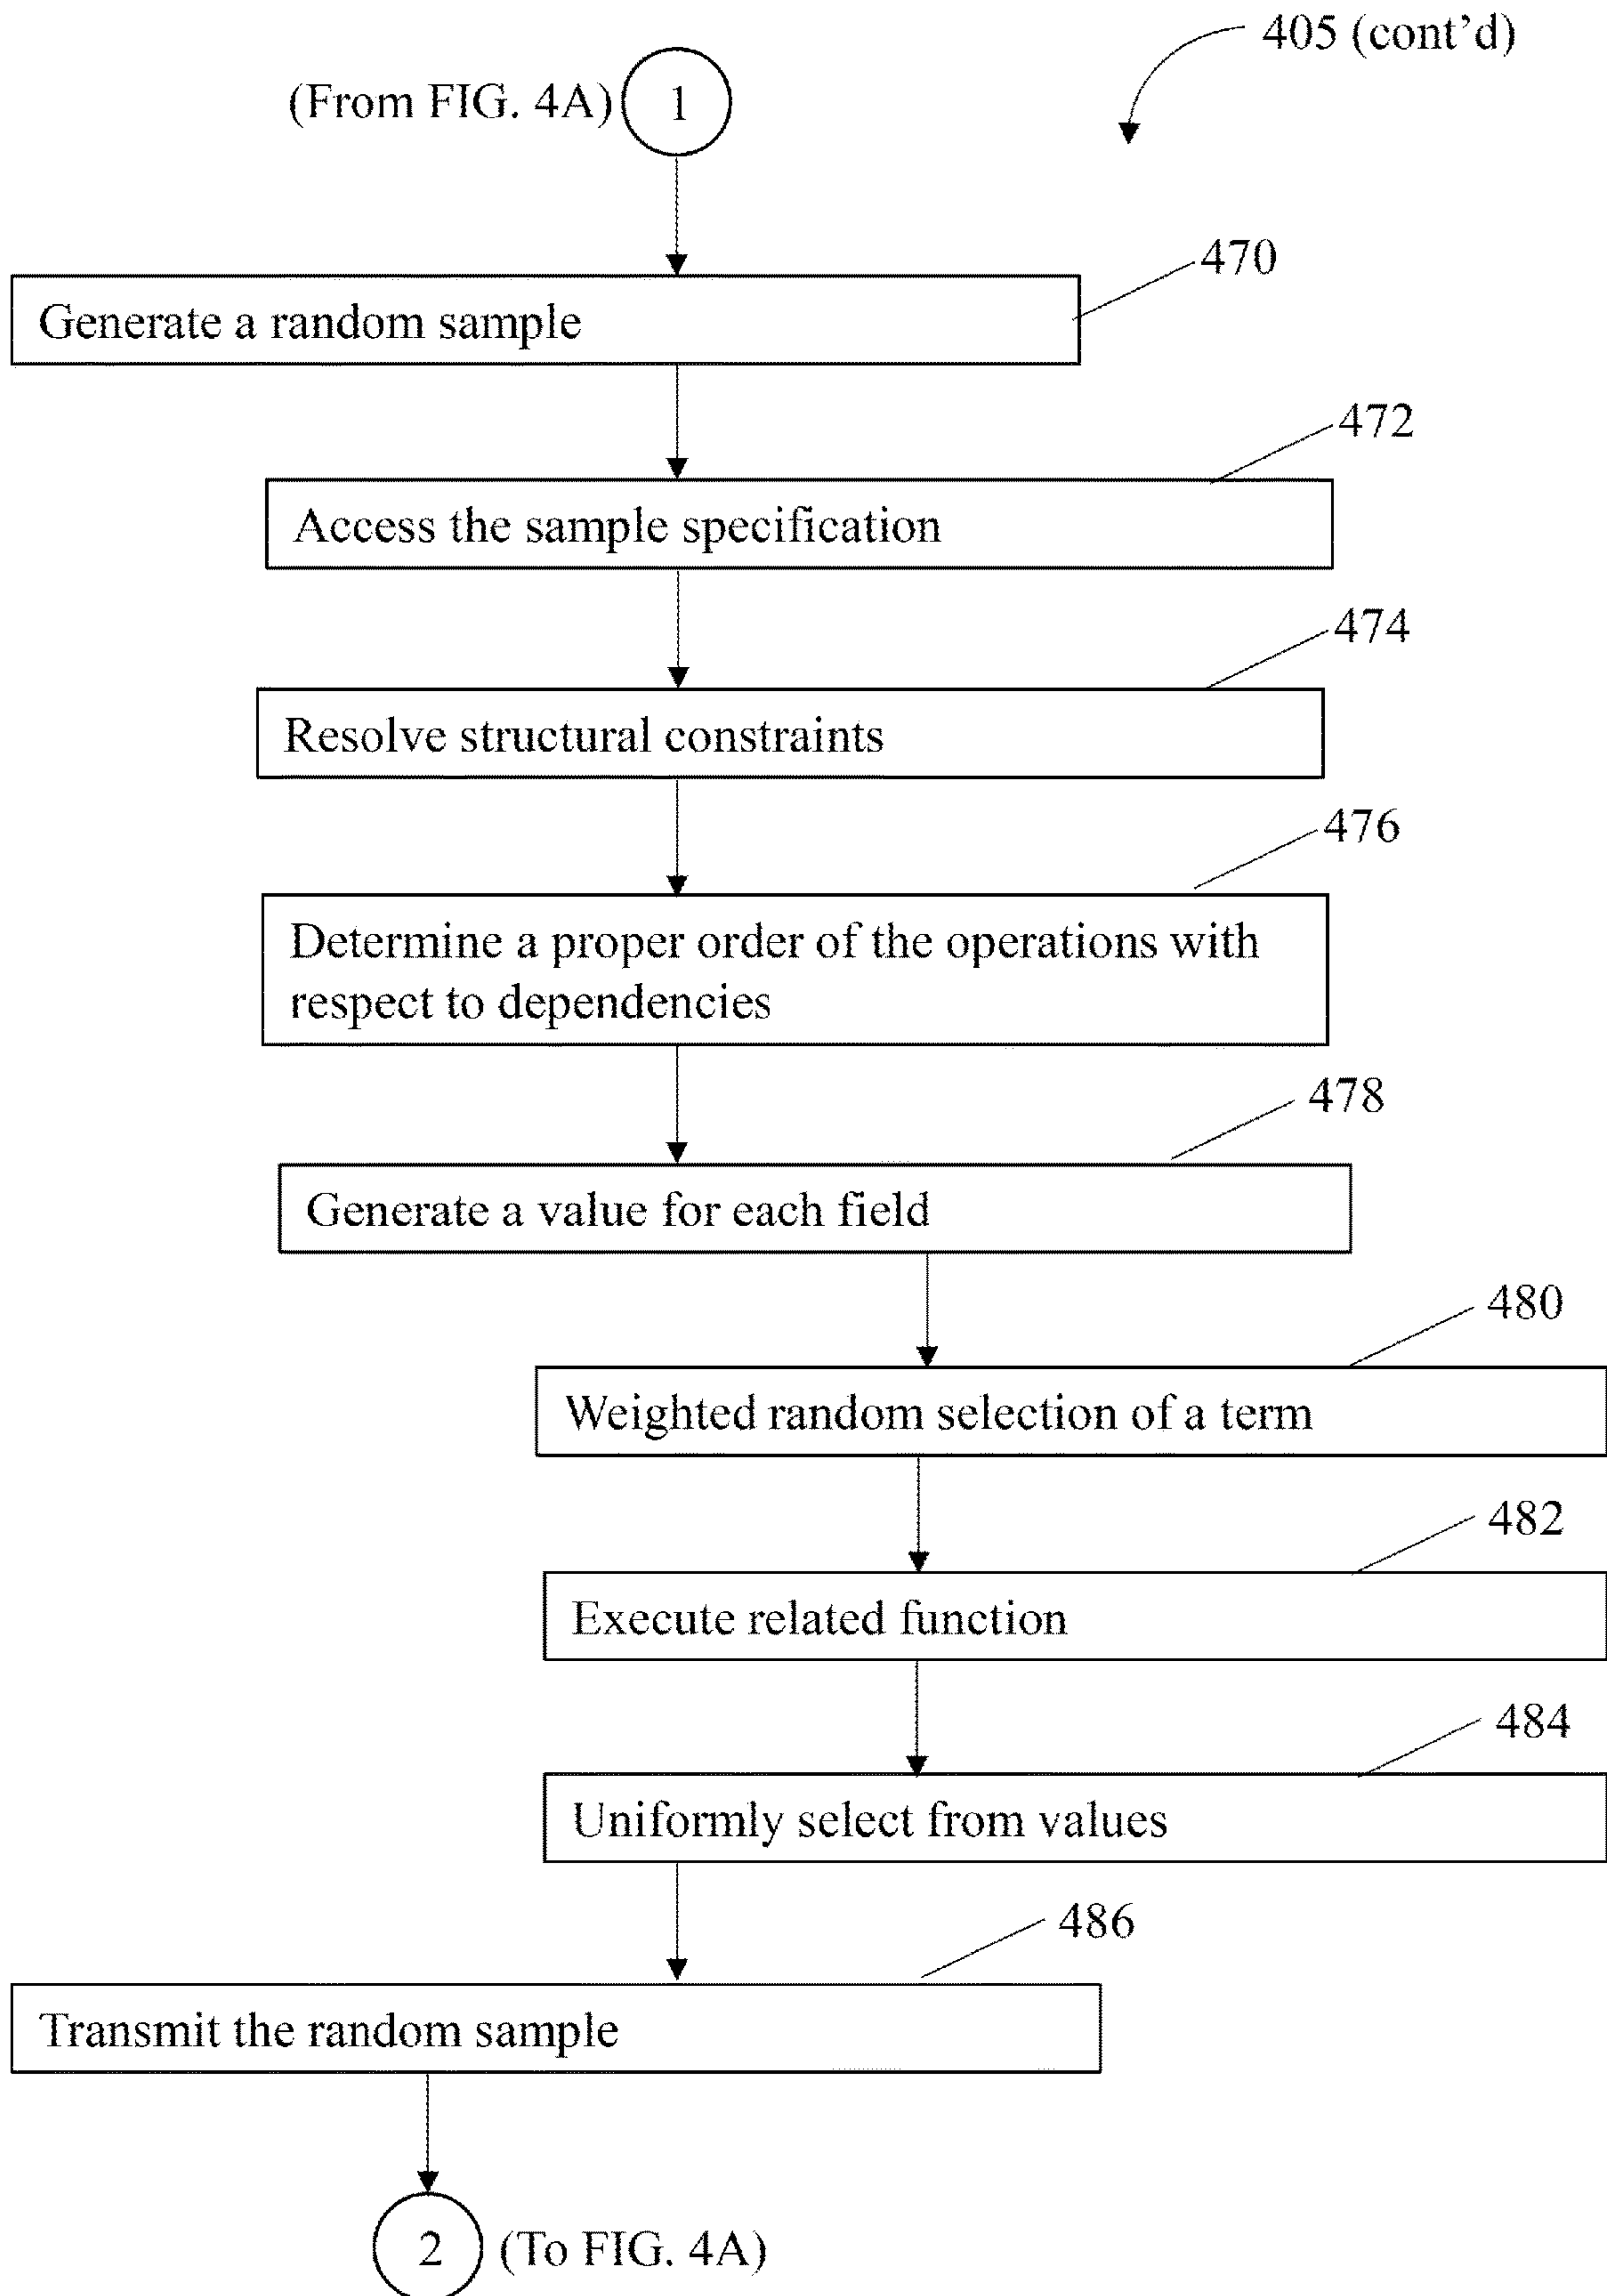 405 (cont’d)
(From FIG. 4A) 1
470
Generate a random sample
472
Access the sample specification
474
Resolve structural constraints
476
Determine a proper order of the operations with
respect to dependencies
478
Generate a value for each field
480
Weighted random selection of a term
482
Execute related function
484
Uniformly select from values
486
Transmit the random sample
2 (To FIG. 4A)